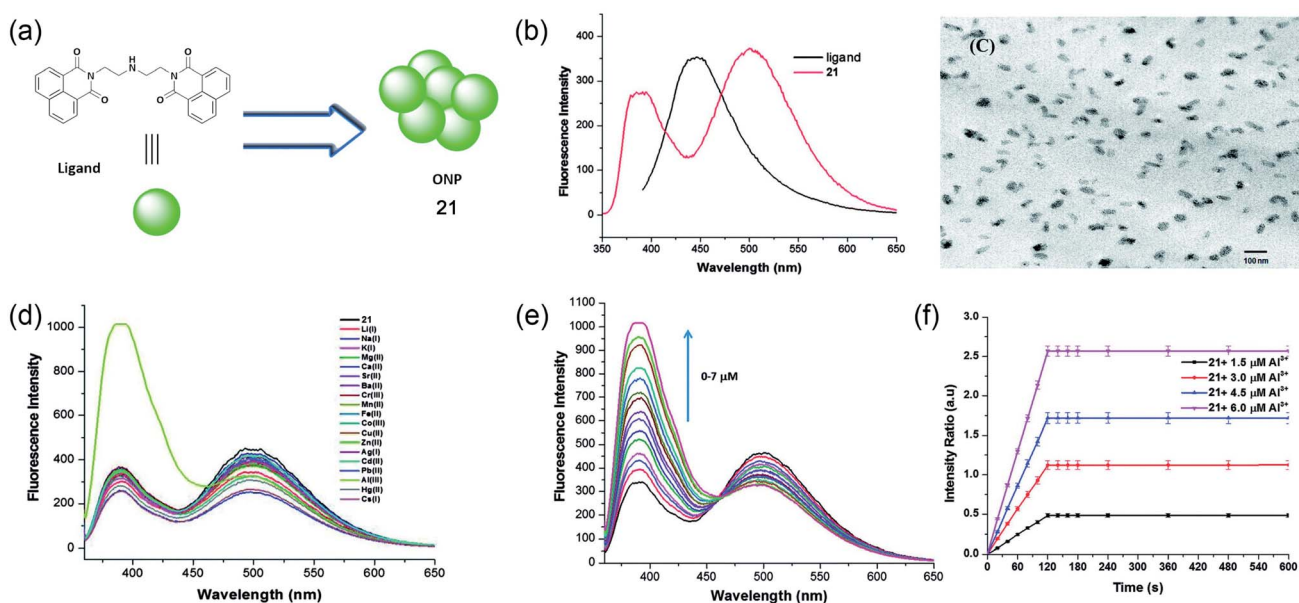 (a)
H
N
O
O
N
N
O
O
Ligand
ONP
21
(b)
400
300
200
100
0
Fluorescence Intensity
ligand
21
350
400
450
500
550
600
650
Wavelength (nm)
(C)
100 nm
(d)
1000
900
800
700
600
500
400
300
200
100
0
Fluorescence Intensity
21
Li(I)
Na(I)
K(I)
Mg(II)
Ca(II)
Sr(II)
Ba(II)
Cr(III)
Mn(II)
Fe(II)
Co(III)
Cu(II)
Zn(II)
Ag(I)
Cd(II)
Pb(II)
Al(III)
Hg(II)
Cs(I)
400
450
500
550
600
650
Wavelength (nm)
(e)
1100
1000
900
800
700
600
500
400
300
200
100
0
Fluorescence Intensity
0-7 µM
400
450
500
550
600
650
Wavelength (nm)
(f)
3.0
2.5
2.0
1.5
1.0
0.5
0.0
Intensity Ratio (a.u)
21+ 1.5 µM Al³⁺
21+ 3.0 µM Al³⁺
21+ 4.5 µM Al³⁺
21+ 6.0 µM Al³⁺
0
60
120
180
240
300
360
420
480
540
600
Time (s)